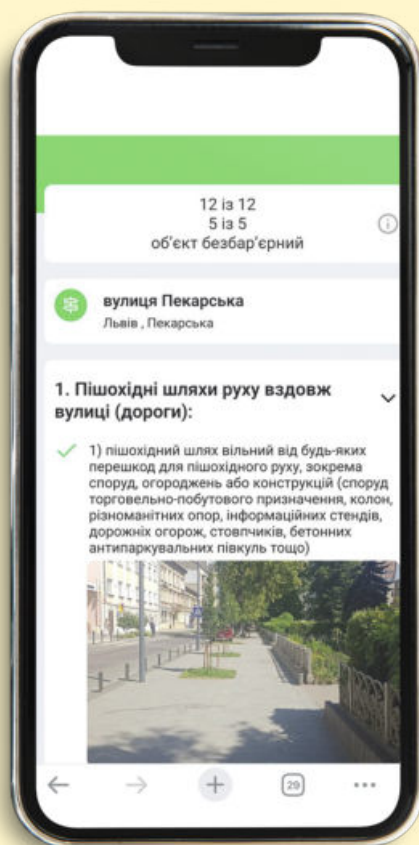 12 із 12
5 із 5
об'єкт безбар'єрний
вулиця Пекарська
Львів , Пекарська
1. Пішохідні шляхи руху вздовж
вулиці (дороги):
1) пішохідний шлях вільний від будь-яких
перешкод для пішохідного руху, зокрема
споруд, огороджень або конструкцій (споруд
торговельно-побутового призначення, колон,
різноманітних опор, інформаційних стендів,
дорожніх огорож, стовпчиків, бетонних
антипаркувальних півкуль тощо)
29